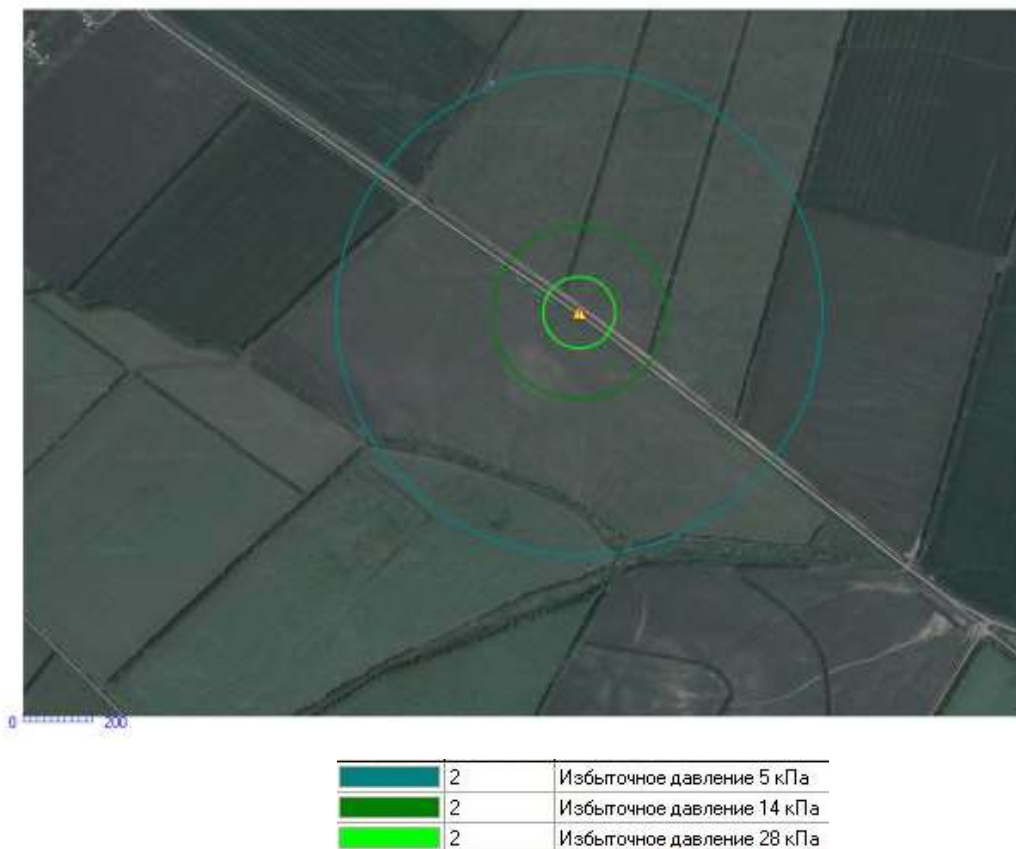 0 200
2 Избыточное давление 5 кПа
2 Избыточное давление 14 кПа
2 Избыточное давление 28 кПа